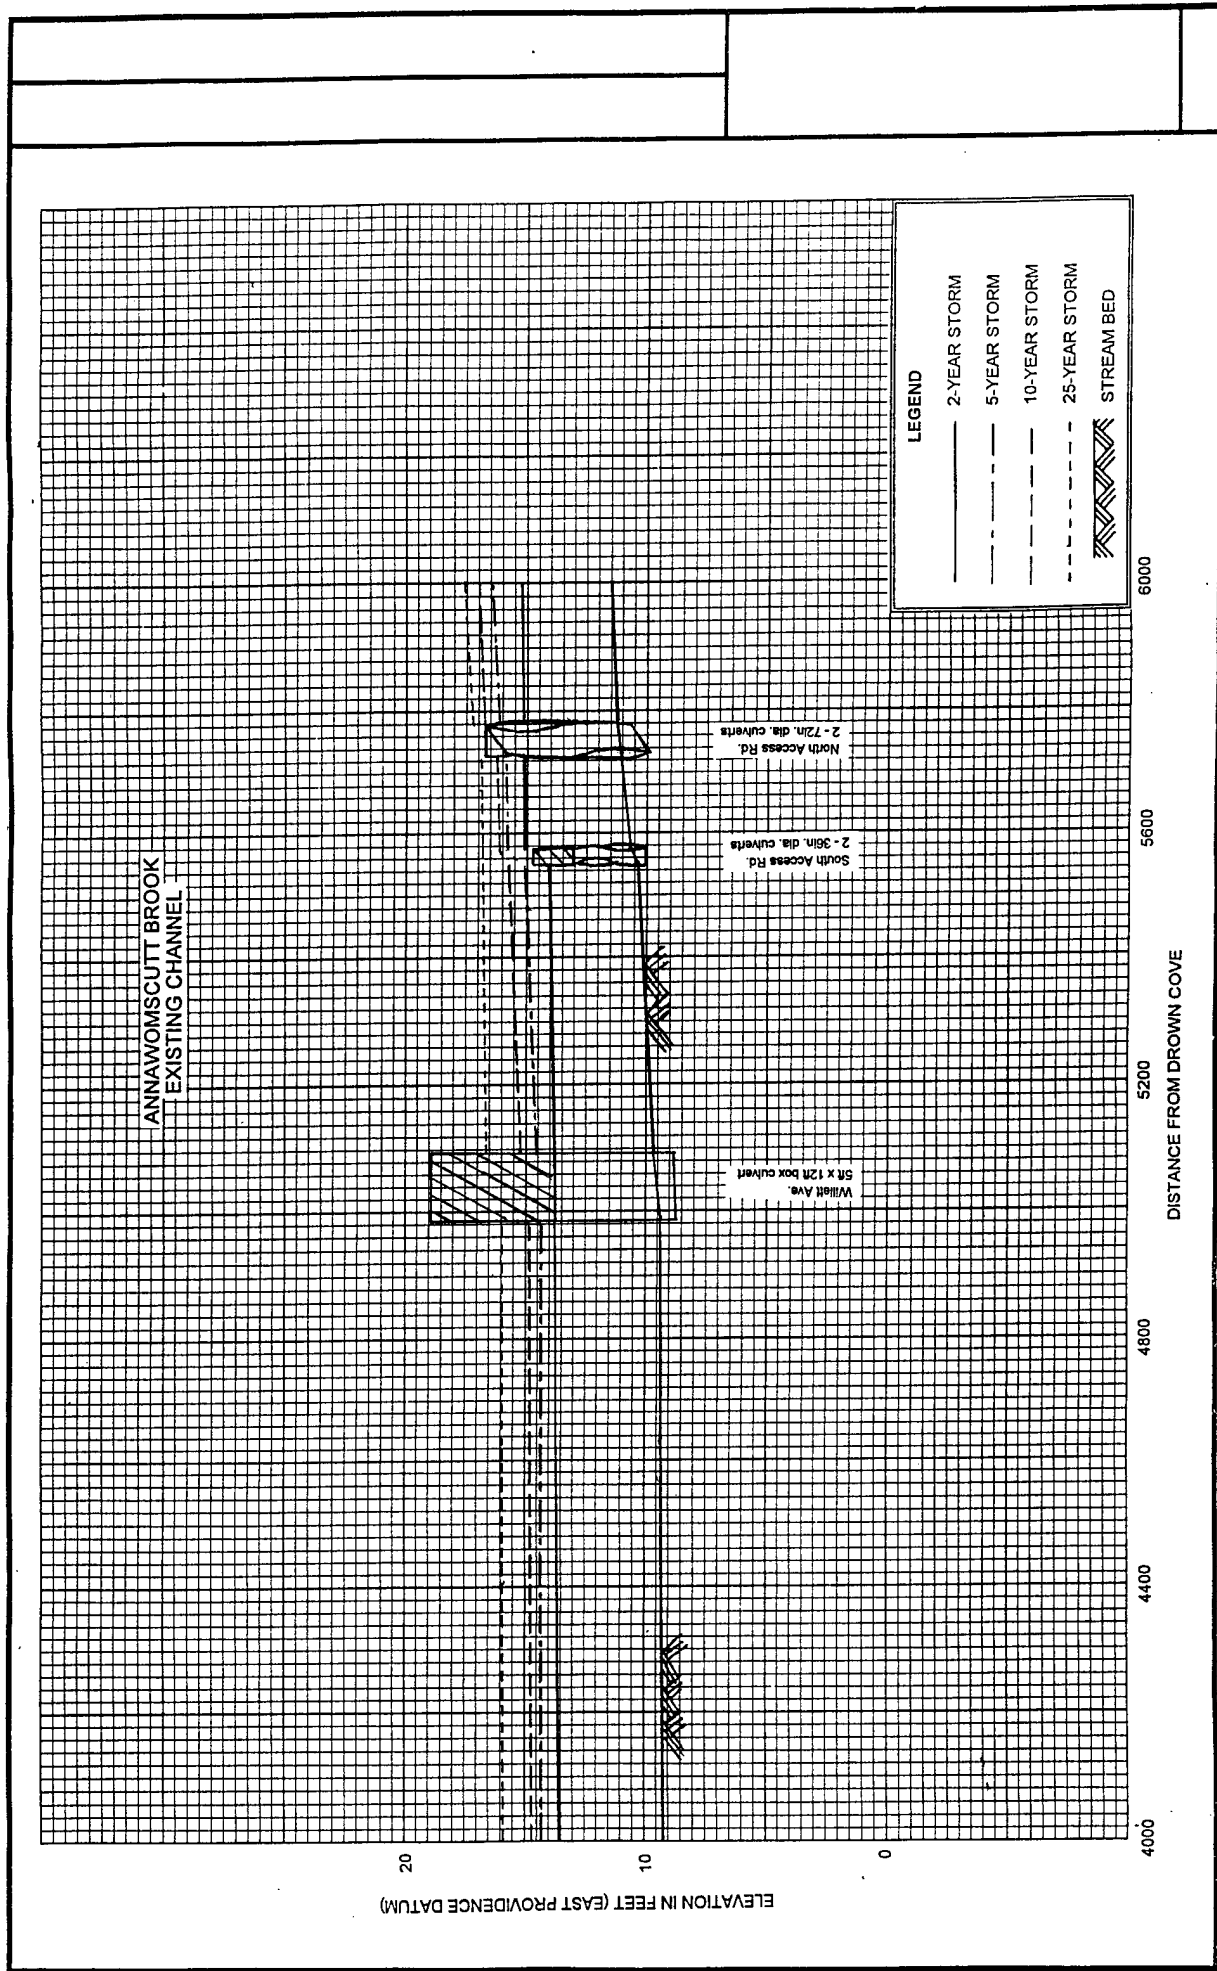 ANNAWOMSCUTT BROOK
EXISTING CHANNEL
ELEVATION IN FEET (EAST PROVIDENCE DATUM)
20
10
0
Willett Ave.
5ft x 12ft box culvert
South Access Rd.
2 - 36in. dia. culverts
North Access Rd.
2 - 72in. dia. culverts
LEGEND
2-YEAR STORM
5-YEAR STORM
10-YEAR STORM
25-YEAR STORM
STREAM BED
4000
4400
4800
5200
5600
6000
DISTANCE FROM DROWN COVE